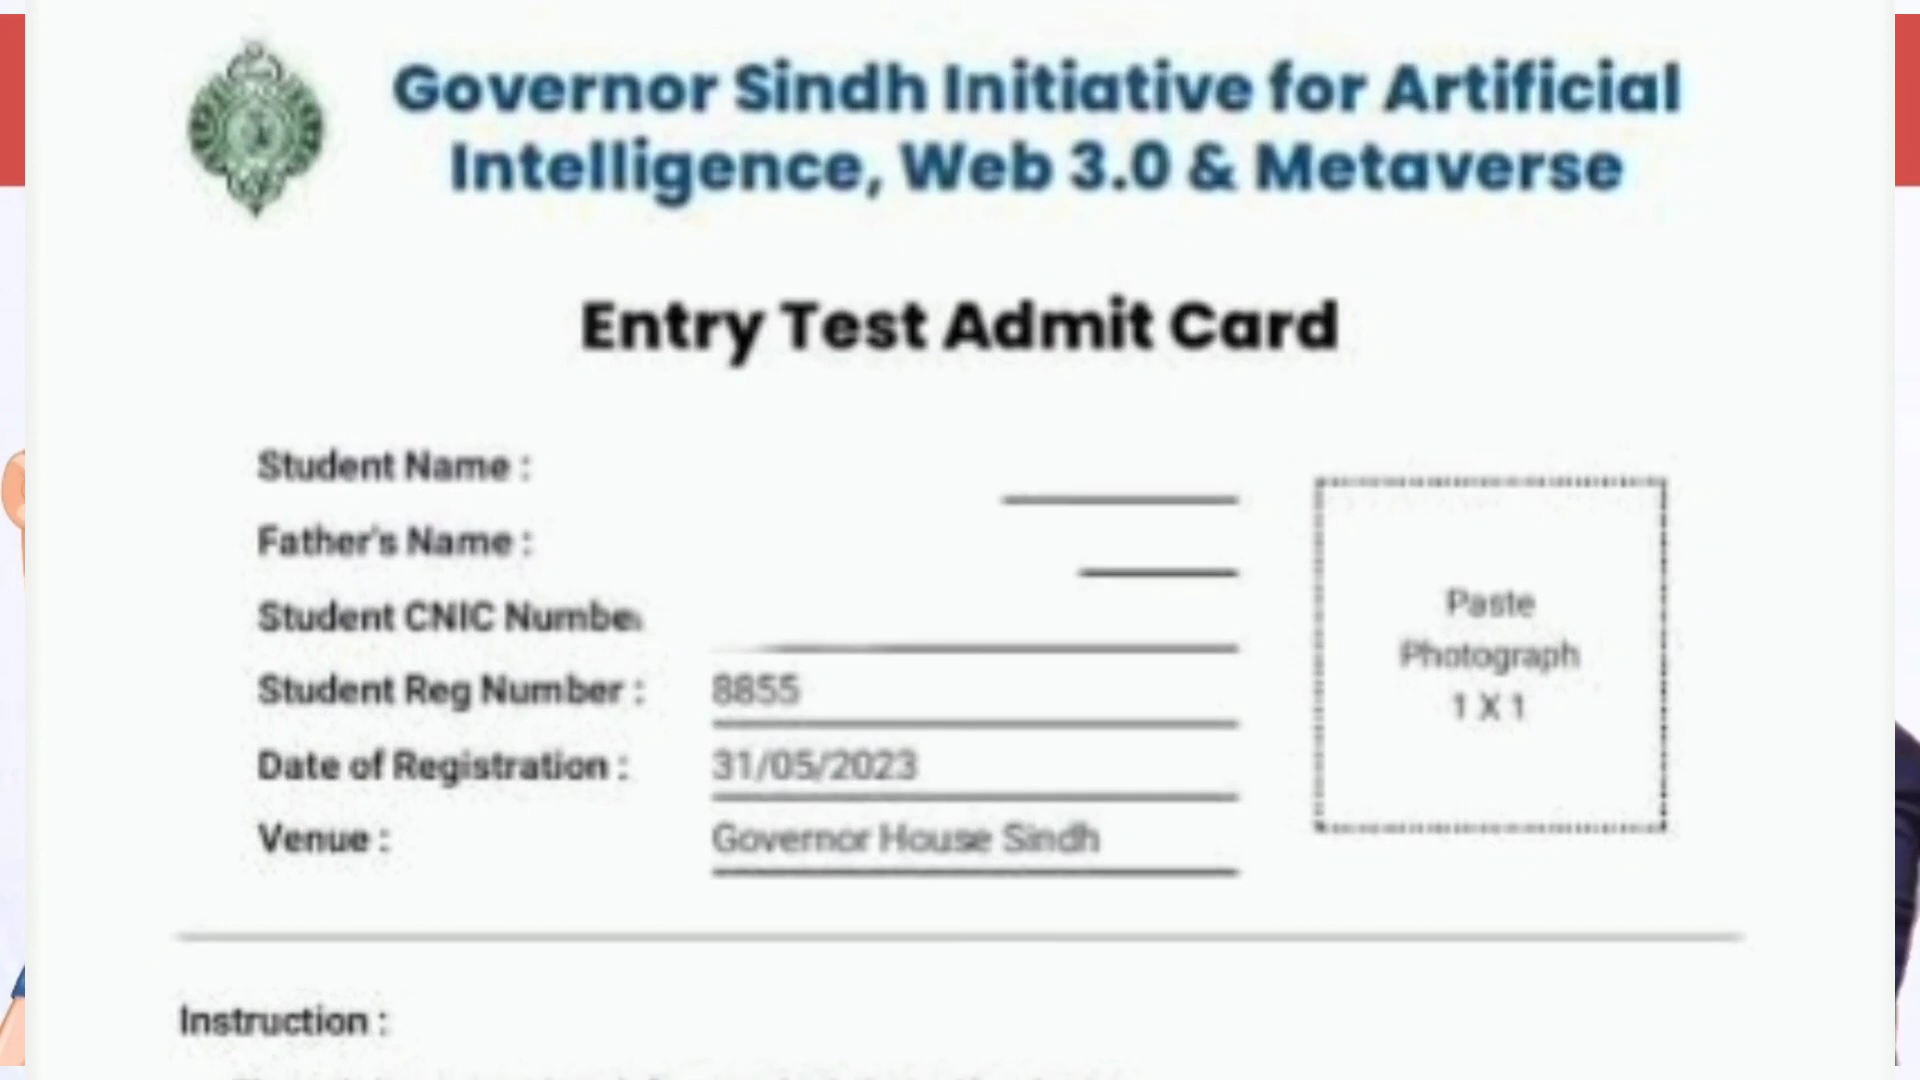 Governor Sindh Initiative for Artificial
Intelligence, Web 3.0 & Metaverse
Entry Test Admit Card
Student Name :
Father's Name :
Student CNIC Number
Student Reg Number : 8855
Date of Registration : 31/05/2023
Venue : Governor House Sindh
Paste
Photograph
1 X 1
Instruction :